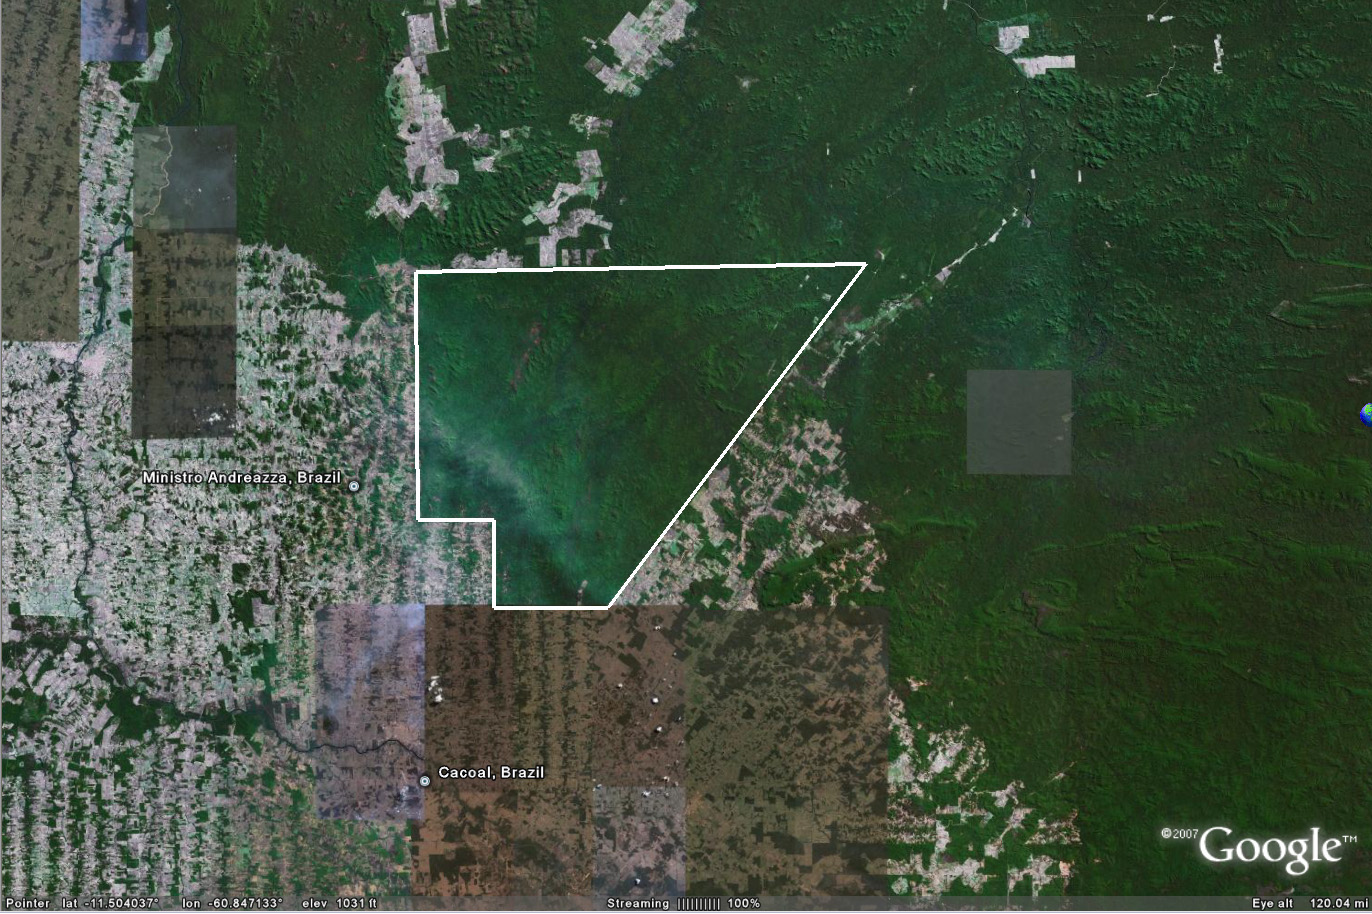 Ministro Andreazza, Brazil
Cacoal, Brazil
©2007 Google™
Pointer lat -11.504037° lon -60.847133° elev 1031 ft Streaming |||||||||| 100% Eye alt 120.04 mi